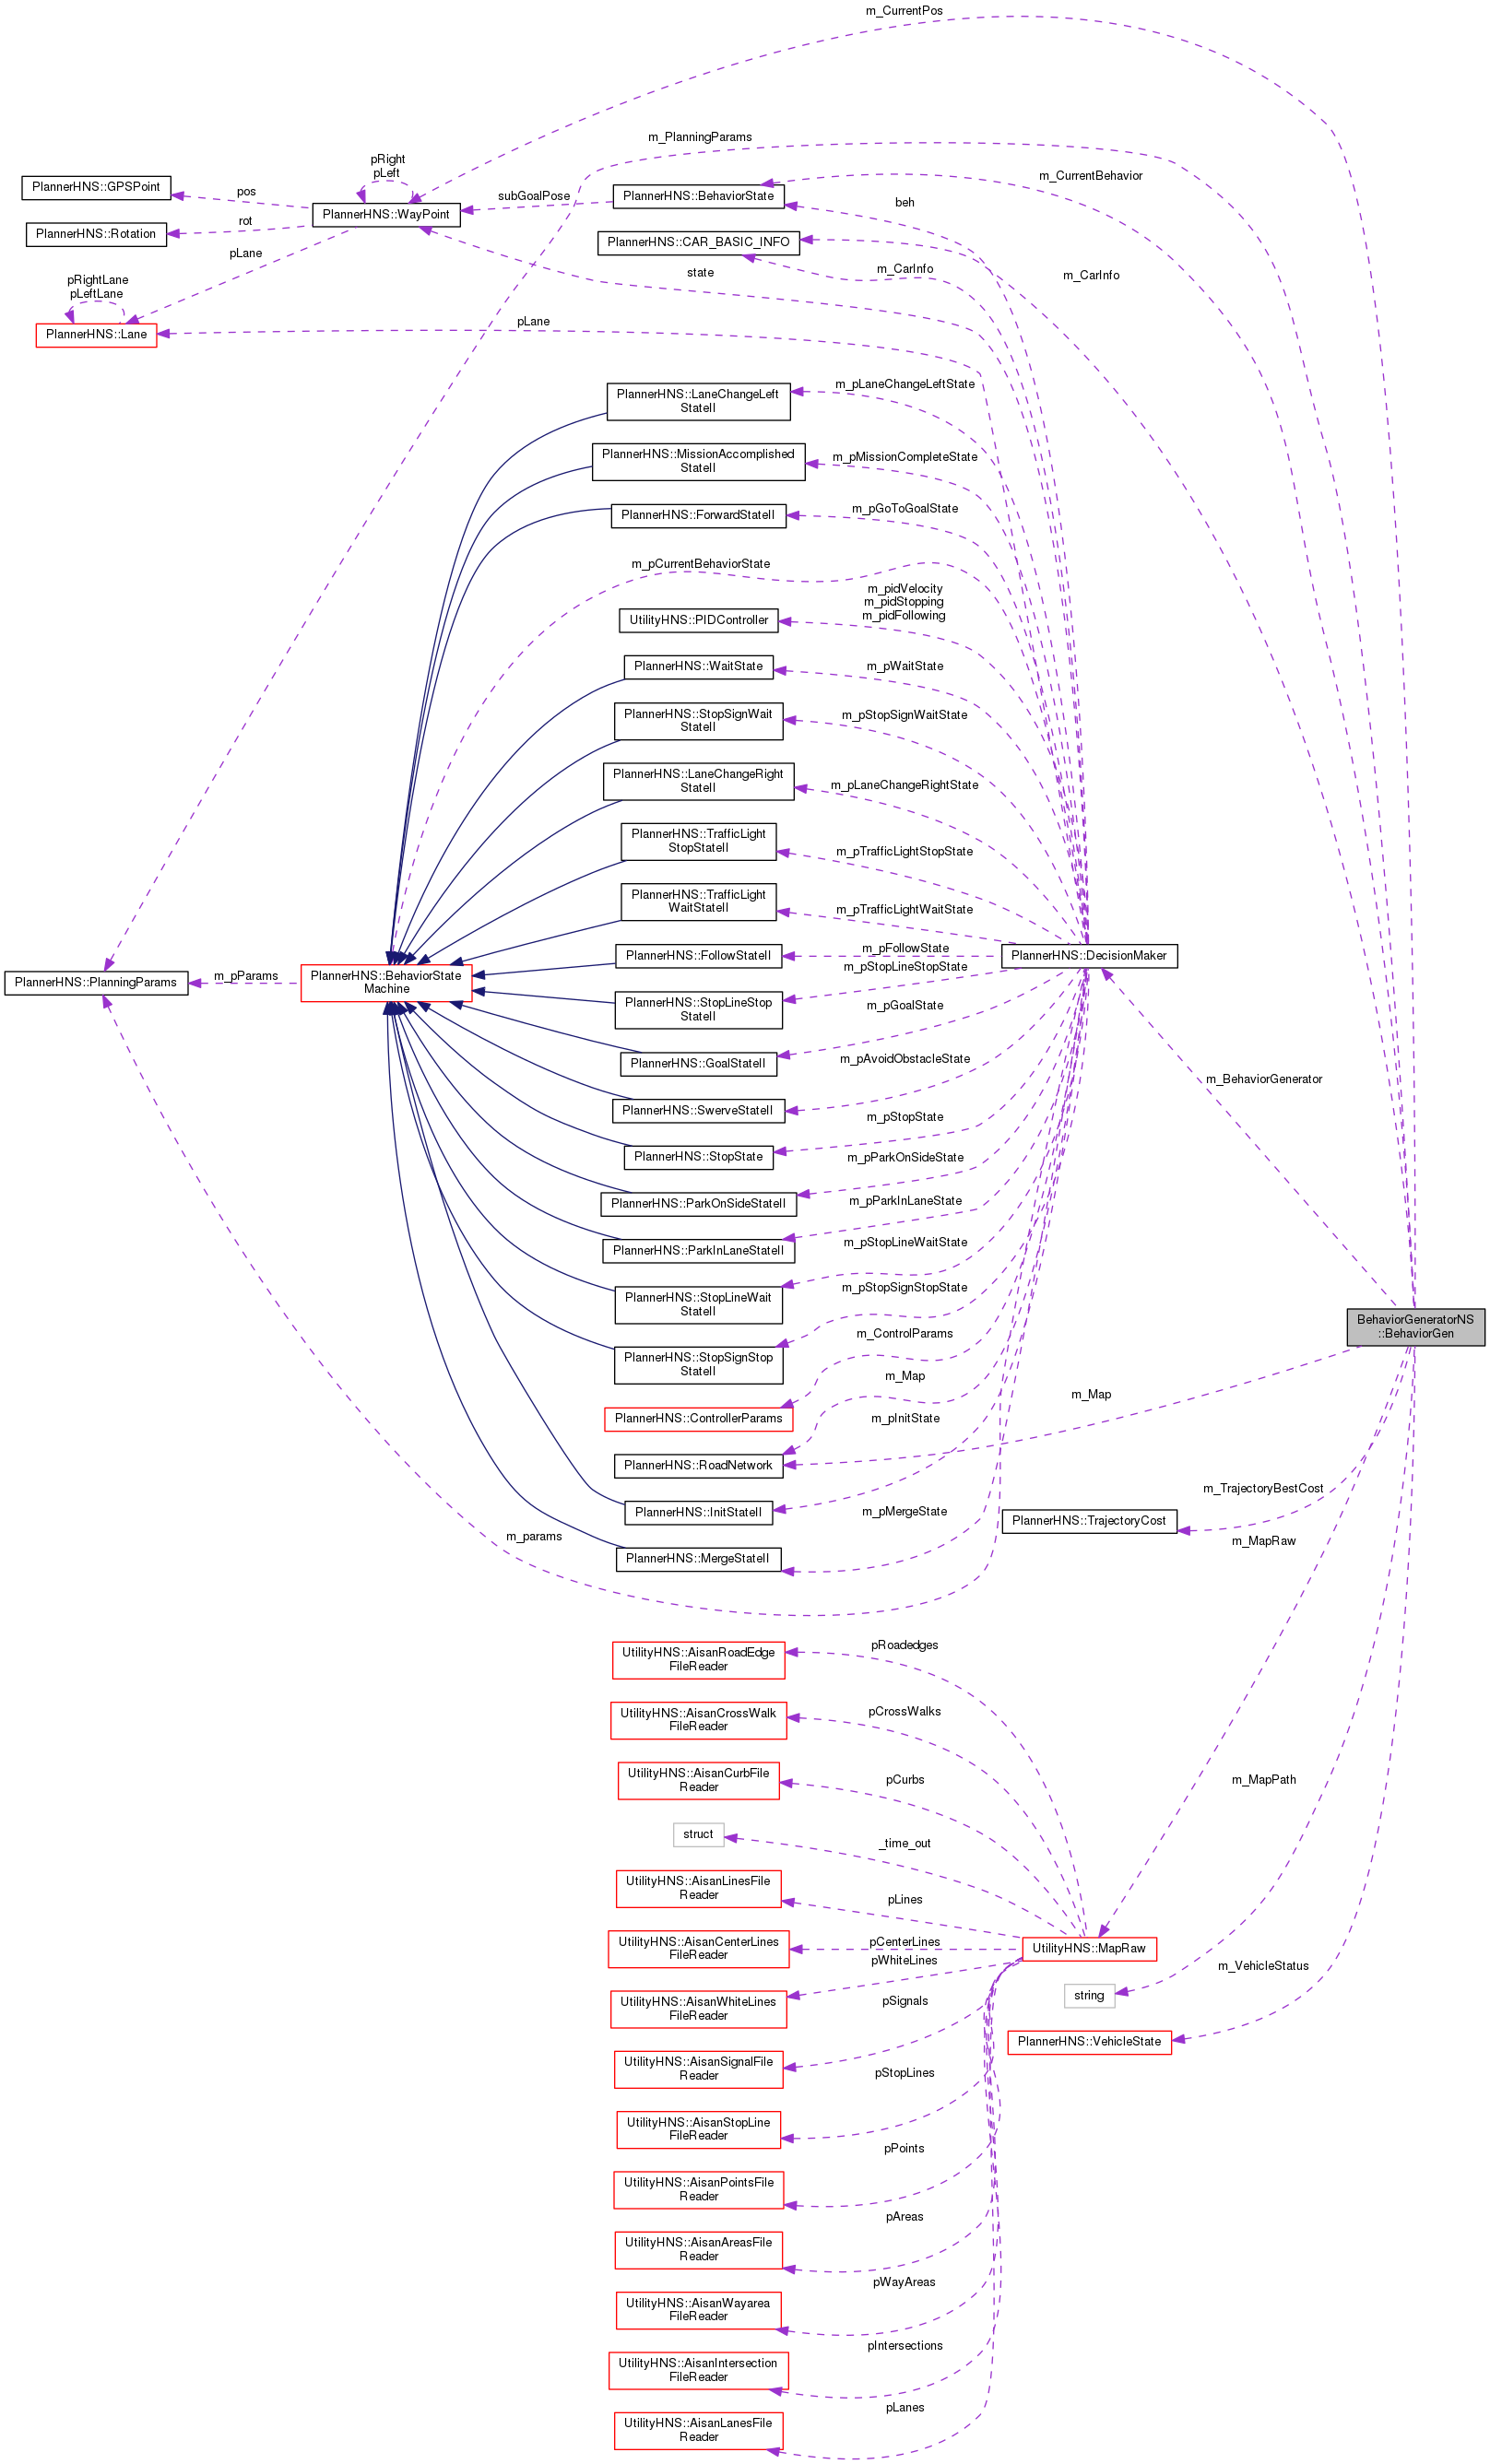 m_CurrentPos
m_PlanningParams
pRight
pLeft
m_CurrentBehavior
PlannerHNS::GPSPoint
pos
subGoalPose
PlannerHNS::BehaviorState
beh
PlannerHNS::WayPoint
rot
PlannerHNS::Rotation
PlannerHNS::CAR_BASIC_INFO
pLane
m_CarInfo
m_CarInfo
state
pRightLane
pLeftLane
pLane
PlannerHNS::Lane
PlannerHNS::LaneChangeLeft
StateII
m_pLaneChangeLeftState
PlannerHNS::MissionAccomplished
StateII
m_pMissionCompleteState
PlannerHNS::ForwardStateII
m_pGoToGoalState
m_pCurrentBehaviorState
m_pidVelocity
m_pidStopping
m_pidFollowing
UtilityHNS::PIDController
PlannerHNS::WaitState
m_pWaitState
PlannerHNS::StopSignWait
StateII
m_pStopSignWaitState
PlannerHNS::LaneChangeRight
StateII
m_pLaneChangeRightState
PlannerHNS::TrafficLight
StopStateII
m_pTrafficLightStopState
PlannerHNS::TrafficLight
WaitStateII
m_pTrafficLightWaitState
PlannerHNS::FollowStateII
m_pFollowState
PlannerHNS::DecisionMaker
m_pStopLineStopState
PlannerHNS::PlanningParams
m_pParams
PlannerHNS::BehaviorState
Machine
PlannerHNS::StopLineStop
StateII
m_pGoalState
PlannerHNS::GoalStateII
m_pAvoidObstacleState
m_BehaviorGenerator
PlannerHNS::SwerveStateII
m_pStopState
PlannerHNS::StopState
m_pParkOnSideState
PlannerHNS::ParkOnSideStateII
m_pParkInLaneState
PlannerHNS::ParkInLaneStateII
m_pStopLineWaitState
PlannerHNS::StopLineWait
StateII
m_pStopSignStopState
BehaviorGeneratorNS
::BehaviorGen
PlannerHNS::StopSignStop
StateII
m_ControlParams
m_Map
m_Map
PlannerHNS::ControllerParams
m_pInitState
PlannerHNS::RoadNetwork
m_TrajectoryBestCost
PlannerHNS::InitStateII
m_pMergeState
PlannerHNS::TrajectoryCost
m_params
m_MapRaw
PlannerHNS::MergeStateII
pRoadedges
UtilityHNS::AisanRoadEdge
FileReader
pCrossWalks
UtilityHNS::AisanCrossWalk
FileReader
pCurbs
UtilityHNS::AisanCurbFile
Reader
m_MapPath
struct
_time_out
UtilityHNS::AisanLinesFile
Reader
pLines
UtilityHNS::AisanCenterLines
FileReader
pCenterLines
UtilityHNS::MapRaw
pWhiteLines
m_VehicleStatus
UtilityHNS::AisanWhiteLines
FileReader
string
pSignals
PlannerHNS::VehicleState
UtilityHNS::AisanSignalFile
Reader
pStopLines
UtilityHNS::AisanStopLine
FileReader
pPoints
UtilityHNS::AisanPointsFile
Reader
pAreas
UtilityHNS::AisanAreasFile
Reader
pWayAreas
UtilityHNS::AisanWayarea
FileReader
pIntersections
UtilityHNS::AisanIntersection
FileReader
pLanes
UtilityHNS::AisanLanesFile
Reader